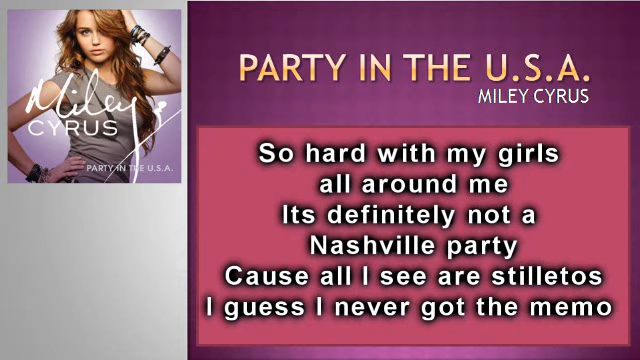 Miley
CYRUS
PARTY IN THE U.S.A.
PARTY IN THE U.S.A.
MILEY CYRUS
So hard with my girls
all around me
Its definitely not a
Nashville party
Cause all I see are stilletos
I guess I never got the memo